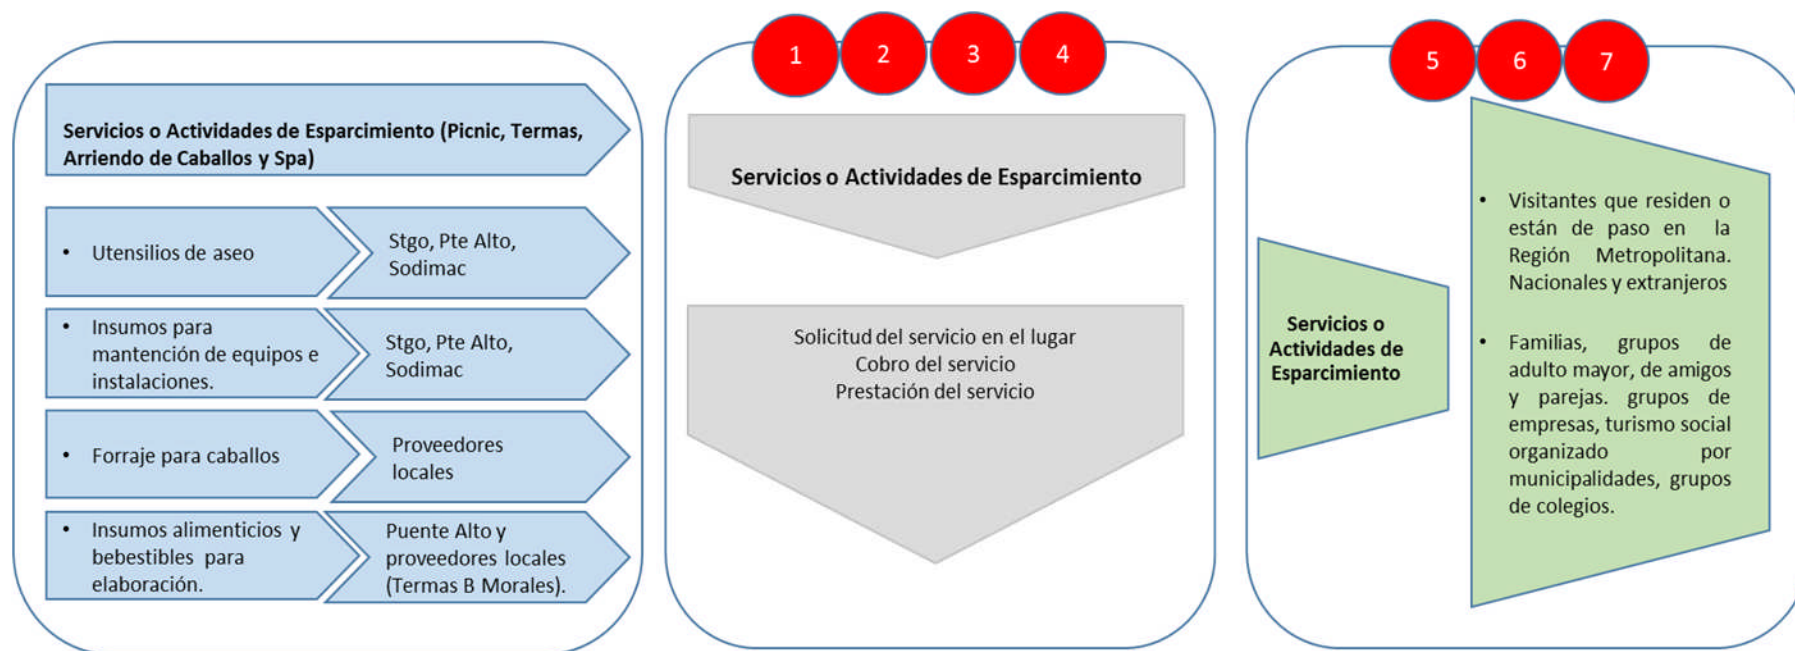 Servicios o Actividades de Esparcimiento (Picnic, Termas,
Arriendo de Caballos y Spa)
• Utensilios de aseo
Stgo, Pte Alto,
Sodimac
• Insumos para
mantención de equipos e
instalaciones.
Stgo, Pte Alto,
Sodimac
• Forraje para caballos
Proveedores
locales
• Insumos alimenticios y
bebestibles para
elaboración.
Puente Alto y
proveedores locales
(Termas B Morales).
1 2 3 4
Servicios o Actividades de Esparcimiento
Solicitud del servicio en el lugar
Cobro del servicio
Prestación del servicio
5 6 7
Servicios o
Actividades de
Esparcimiento
• Visitantes que residen o
están de paso en la
Región Metropolitana.
Nacionales y extranjeros
• Familias, grupos de
adulto mayor, de amigos
y parejas. grupos de
empresas, turismo social
organizado por
municipalidades, grupos
de colegios.